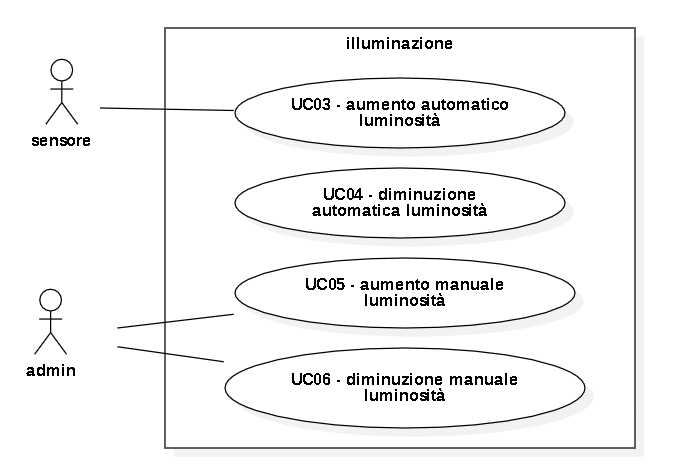 illuminazione
UC03 - aumento automatico
luminosità
sensore
UC04 - diminuzione
automatica luminosità
UC05 - aumento manuale
luminosità
admin
UC06 - diminuzione manuale
luminosità